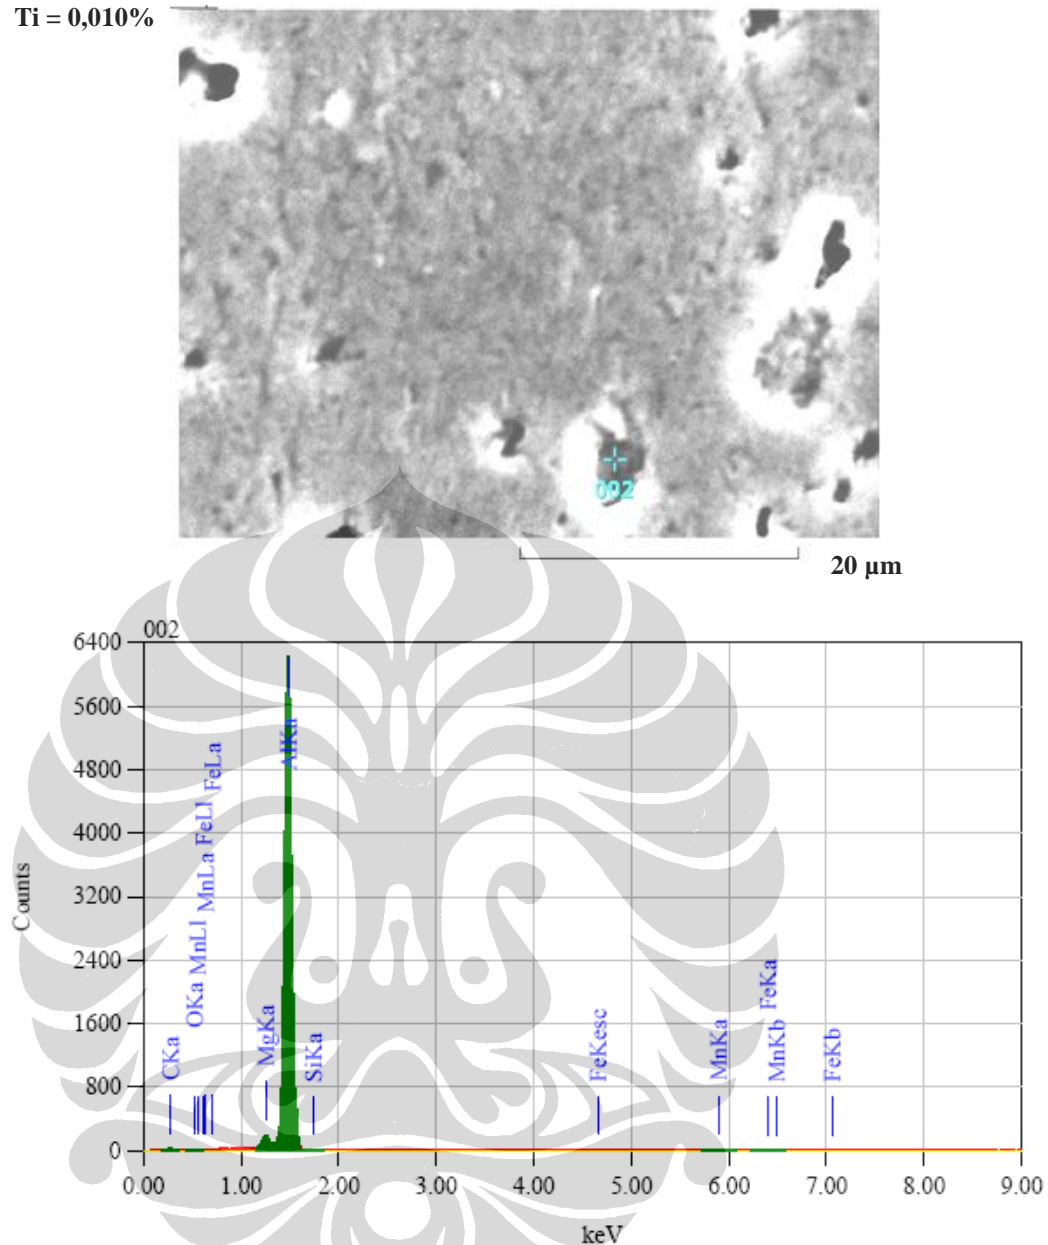 Ti = 0,010%
002
20 µm
002
6400
5600
4800
4000
3200
2400
1600
800
0
Counts
CKa
OKa MnLl
MnLa FeLl FeLa
MgKa
AlKa
SiKa
FeKesc
MnKa
MnKb FeKa
FeKb
0.00 1.00 2.00 3.00 4.00 5.00 6.00 7.00 8.00 9.00
keV